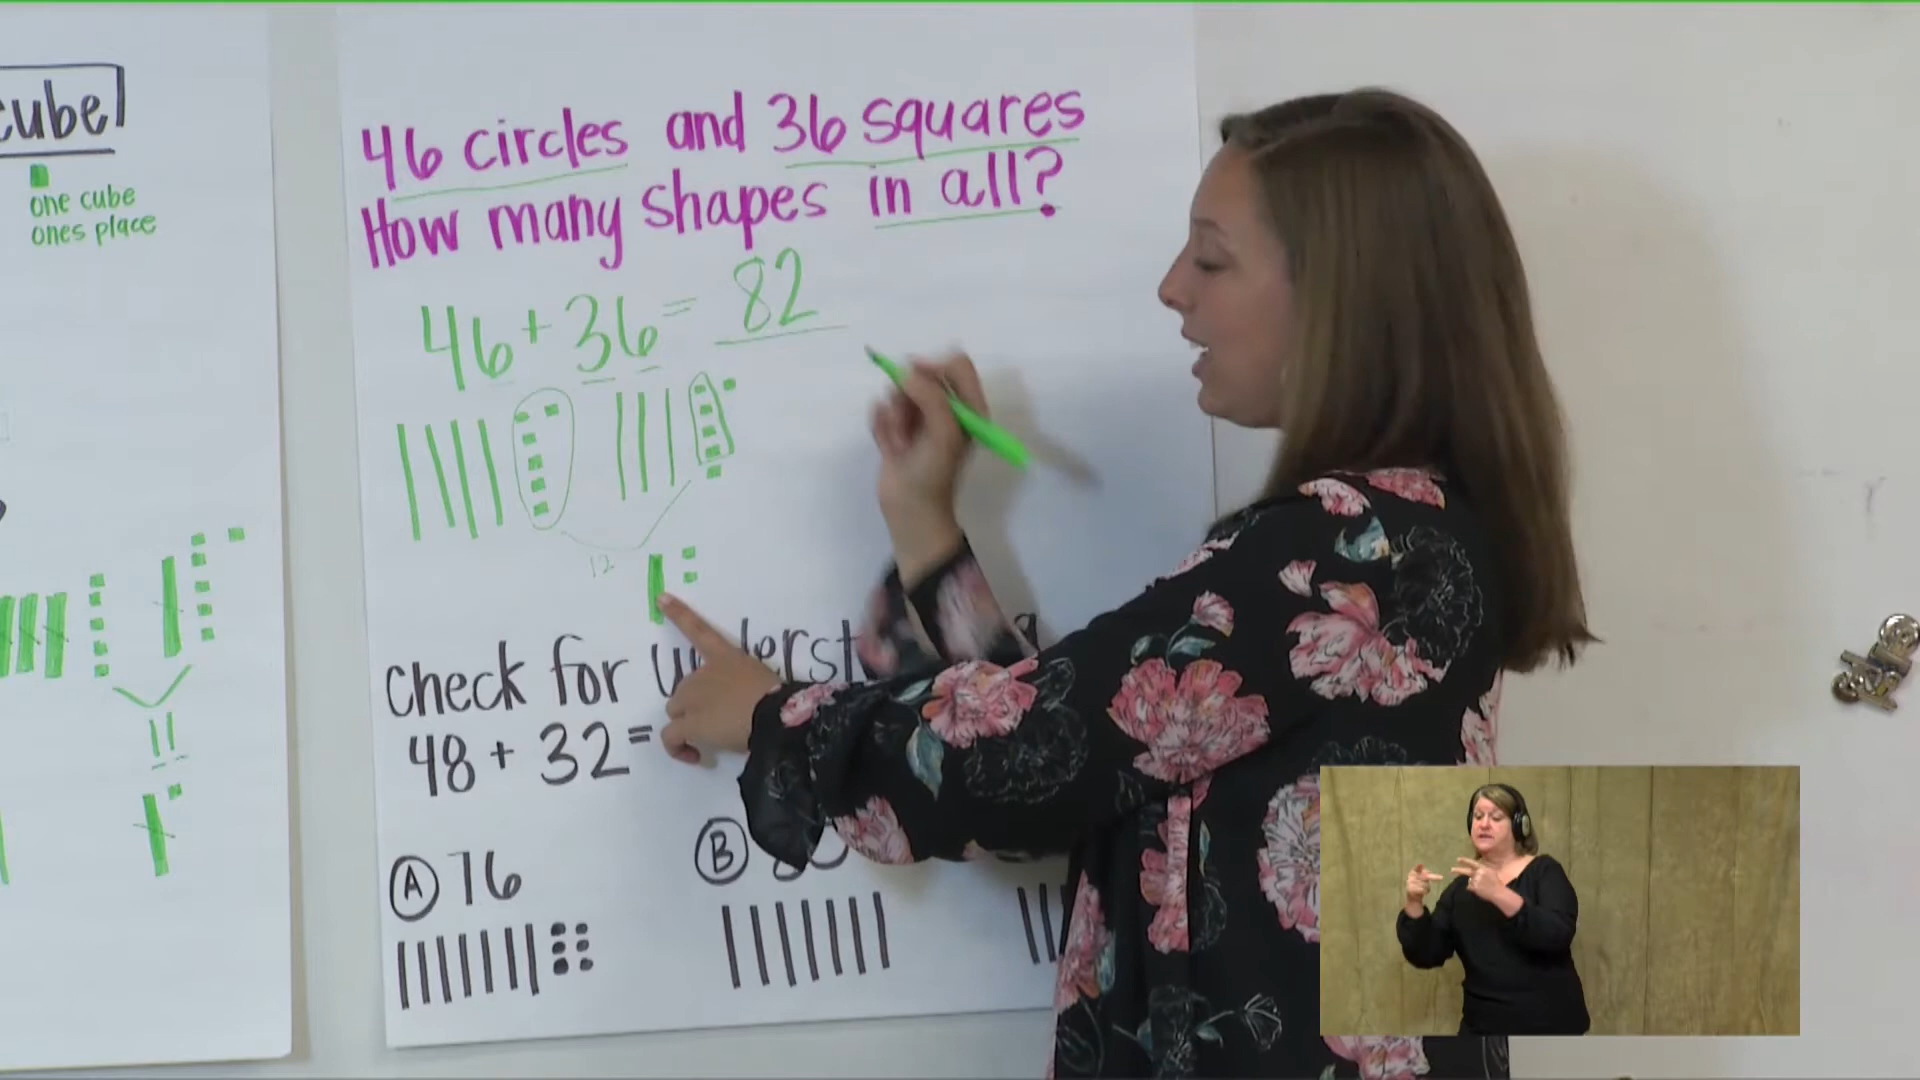 cube
one cube
ones place
11
46 circles and 36 squares
How many shapes in all?
46 + 36 = 82
12
Check for
48 + 32 =
A 76
B